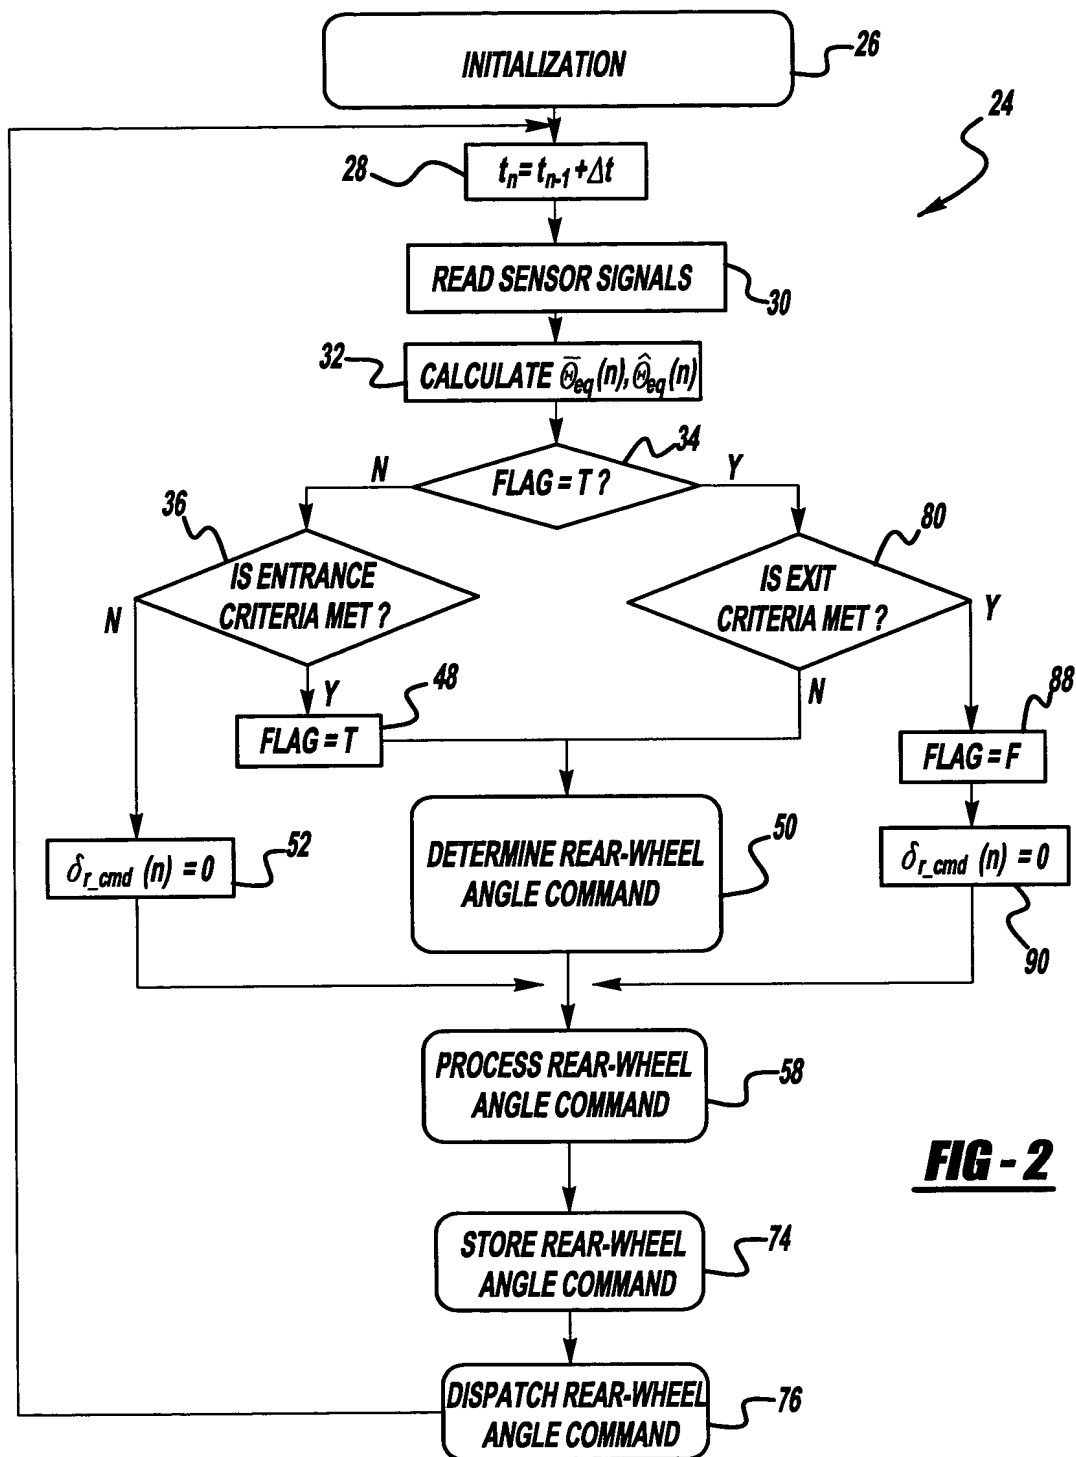 INITIALIZATION
26
24
28
tn = tn-1 + Δt
READ SENSOR SIGNALS
30
32
CALCULATE Θ̄eq(n), Θ̂eq(n)
34
N
FLAG = T ?
Y
36
80
IS ENTRANCE
CRITERIA MET ?
N
Y
IS EXIT
CRITERIA MET ?
Y
N
48
FLAG = T
88
FLAG = F
50
DETERMINE REAR-WHEEL
ANGLE COMMAND
52
δr_cmd (n) = 0
δr_cmd (n) = 0
90
PROCESS REAR-WHEEL
ANGLE COMMAND
58
FIG - 2
STORE REAR-WHEEL
ANGLE COMMAND
74
DISPATCH REAR-WHEEL
ANGLE COMMAND
76